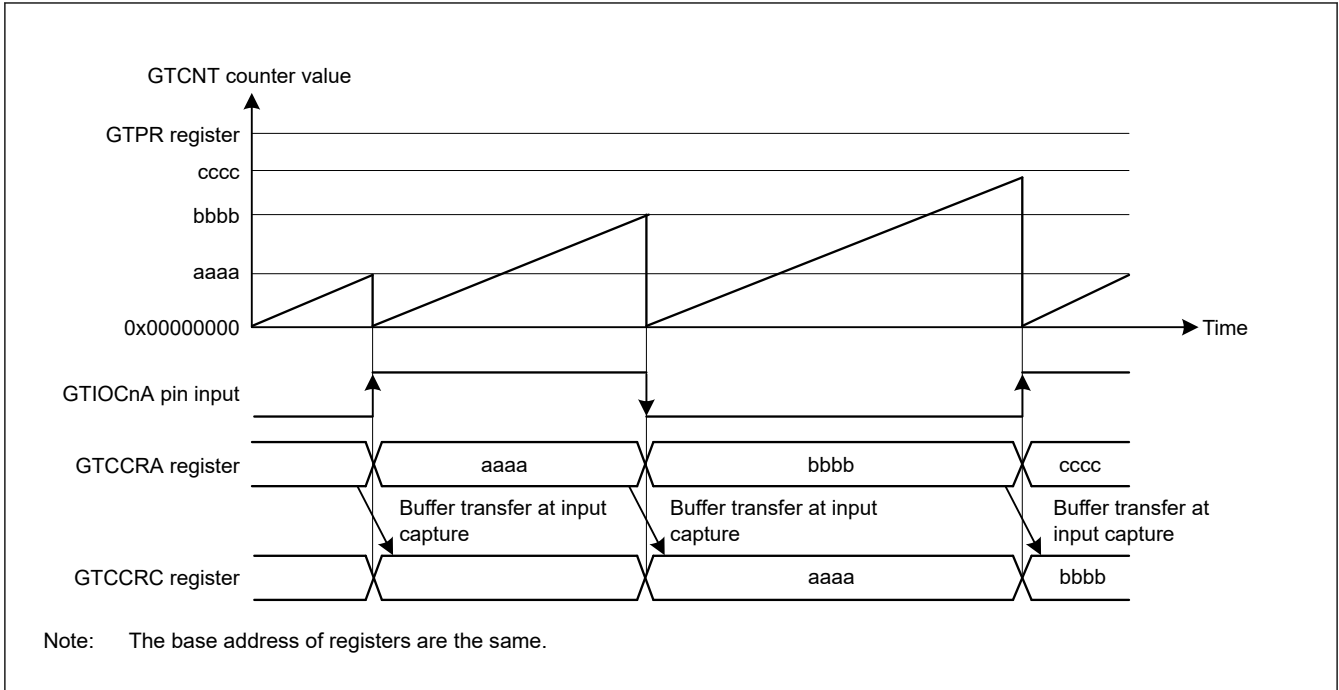 GTCNT counter value
GTPR register
cccc
bbbb
aaaa
0x00000000
Time
GTIOCnA pin input
GTCCRA register
aaaa
bbbb
cccc
Buffer transfer at input
capture
Buffer transfer at input
capture
Buffer transfer at
input capture
GTCCRC register
aaaa
bbbb
Note: The base address of registers are the same.